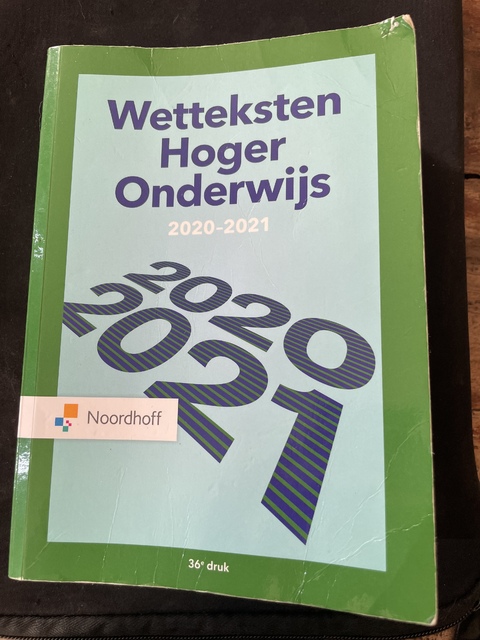 Wetteksten
Hoger
Onderwijs
2020-2021
2020
2021
Noordhoff
36e druk